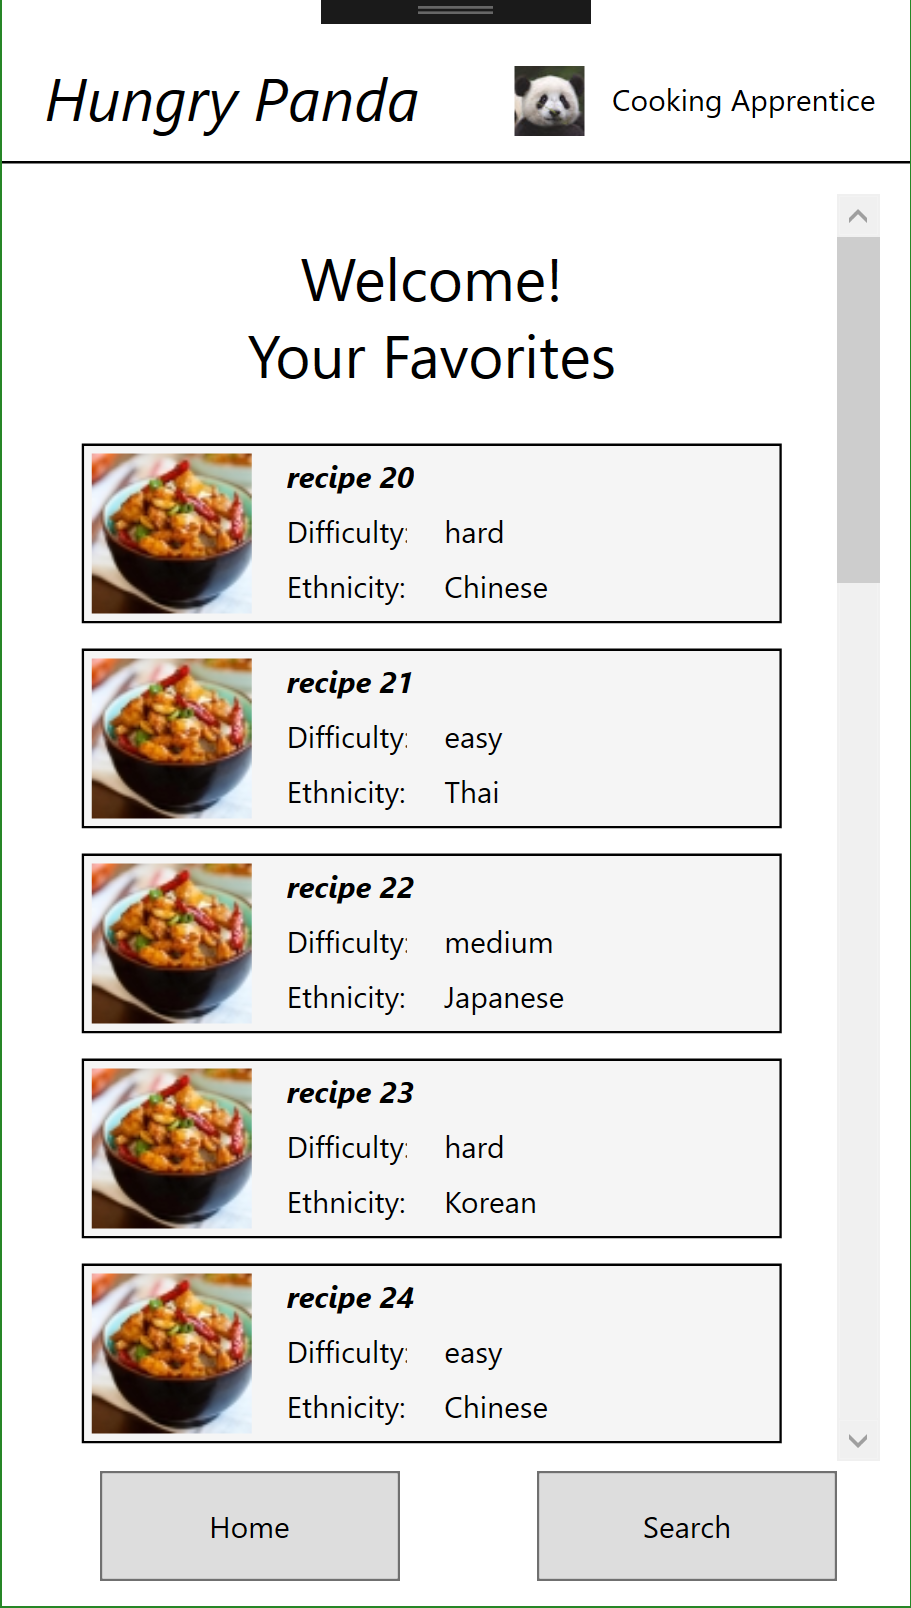 Hungry Panda
Cooking Apprentice
Welcome!
Your Favorites
recipe 20
Difficulty: hard
Ethnicity: Chinese
recipe 21
Difficulty: easy
Ethnicity: Thai
recipe 22
Difficulty: medium
Ethnicity: Japanese
recipe 23
Difficulty: hard
Ethnicity: Korean
recipe 24
Difficulty: easy
Ethnicity: Chinese
Home
Search